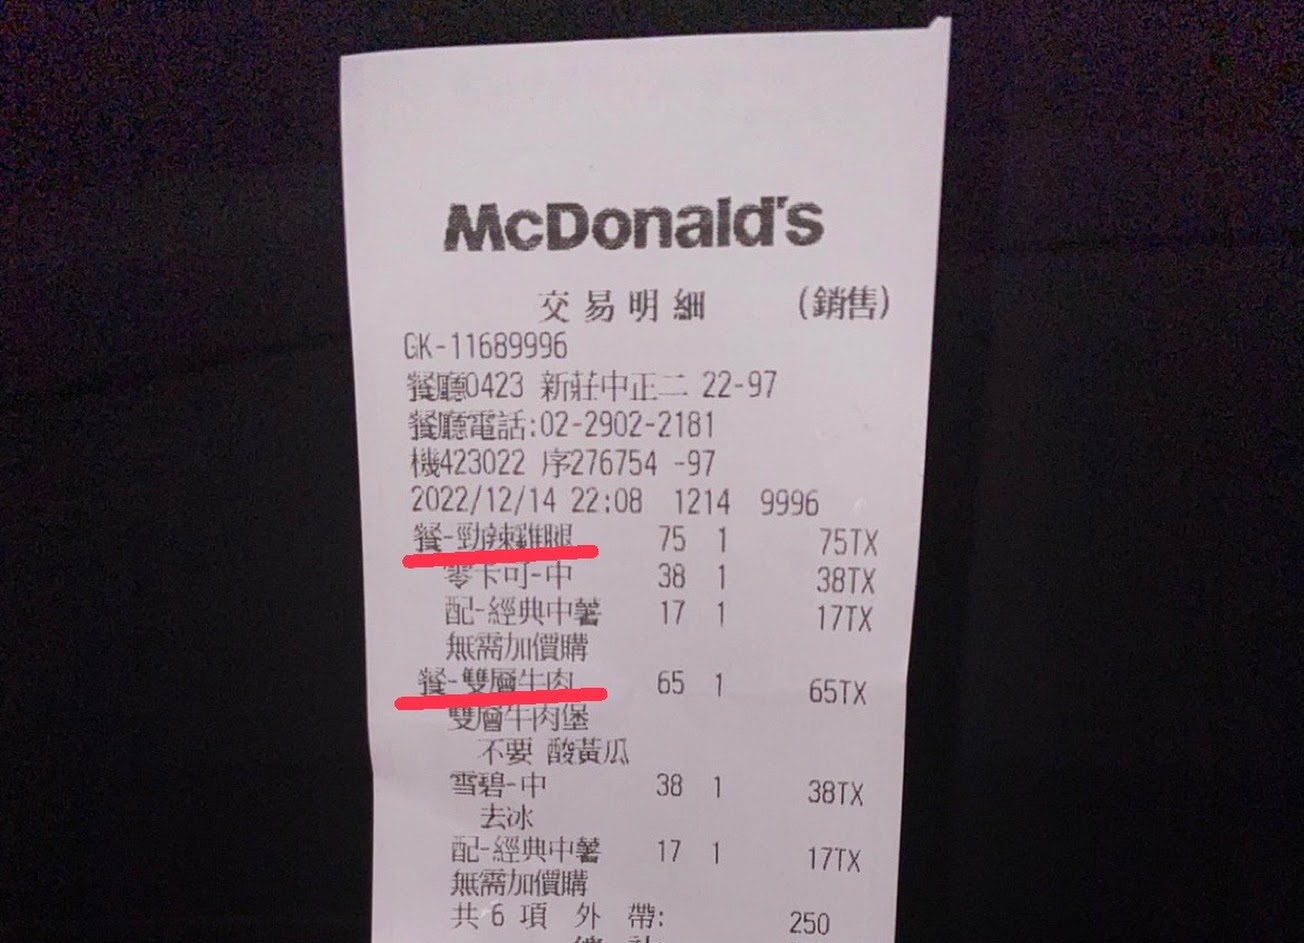 McDonald's
交易明細 (銷售)
GK-11689996
餐廳0423 新莊中正二 22-97
餐廳電話:02-2902-2181
機423022 序276754 -97
2022/12/14 22:08 1214 9996
餐-勁辣雞腿 75 1 75TX
零卡可-中 38 1 38TX
配-經典中薯 17 1 17TX
無需加價購
餐-雙層牛肉 65 1 65TX
雙層牛肉堡
不要 酸黃瓜
雪碧-中 38 1 38TX
去冰
配-經典中薯 17 1 17TX
無需加價購
共 6 項 外 帶: 250